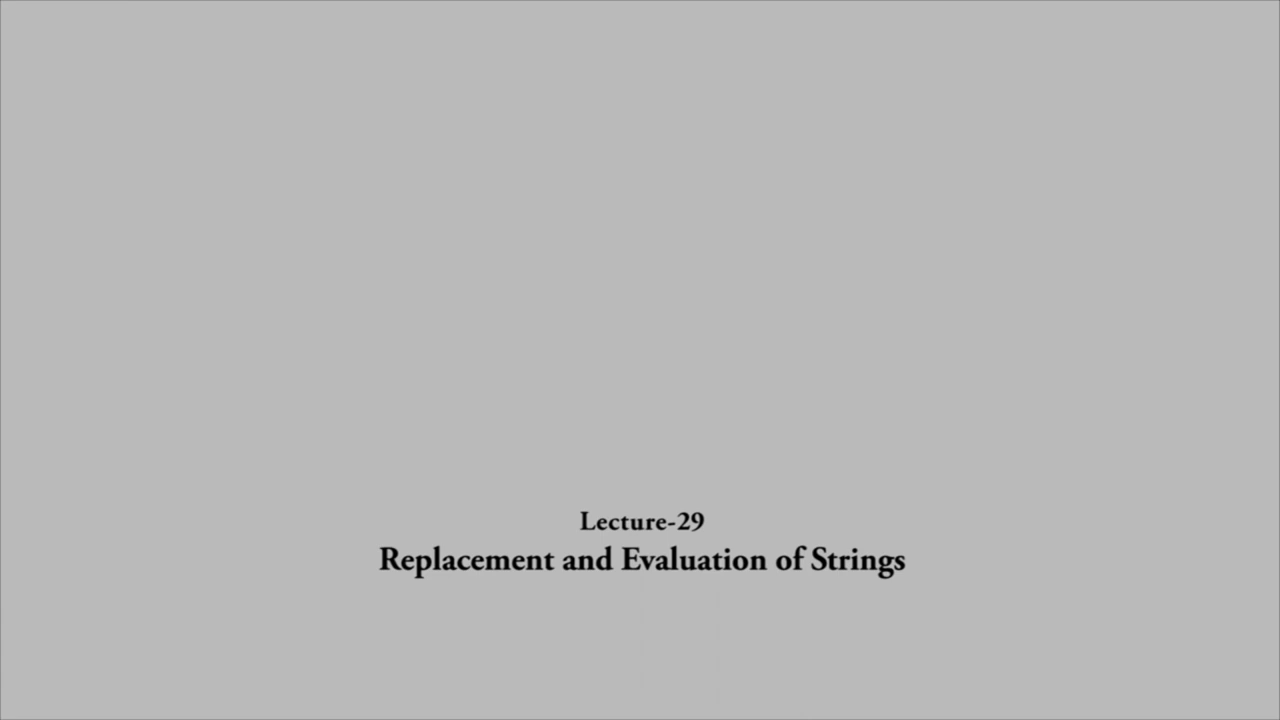 Lecture-29
Replacement and Evaluation of Strings